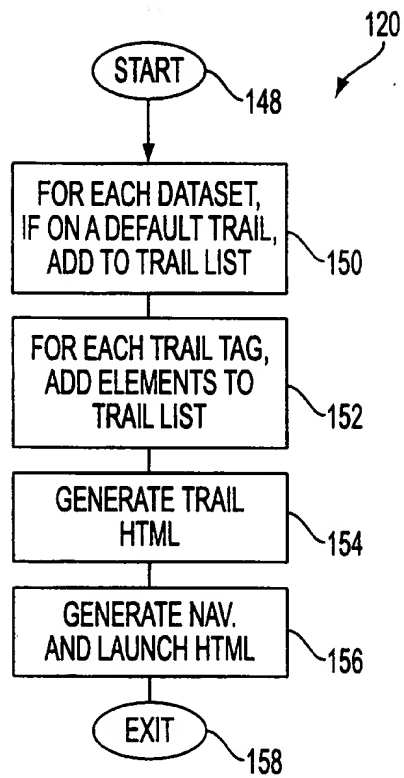 120
START
148
FOR EACH DATASET,
IF ON A DEFAULT TRAIL,
ADD TO TRAIL LIST
150
FOR EACH TRAIL TAG,
ADD ELEMENTS TO
TRAIL LIST
152
GENERATE TRAIL
HTML
154
GENERATE NAV.
AND LAUNCH HTML
156
EXIT
158